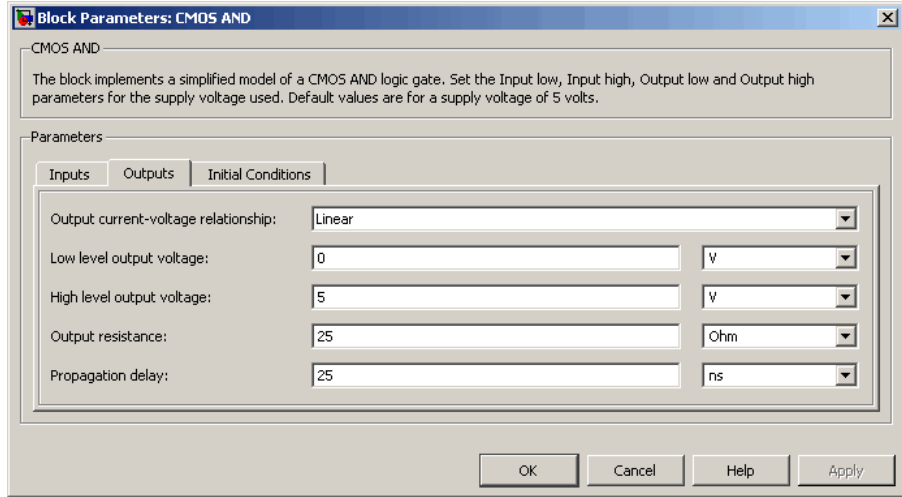 Block Parameters: CMOS AND
CMOS AND
The block implements a simplified model of a CMOS AND logic gate. Set the Input low, Input high, Output low and Output high
parameters for the supply voltage used. Default values are for a supply voltage of 5 volts.
Parameters
Inputs Outputs Initial Conditions
Output current-voltage relationship: Linear
Low level output voltage: 0 V
High level output voltage: 5 V
Output resistance: 25 Ohm
Propagation delay: 25 ns
OK Cancel Help Apply